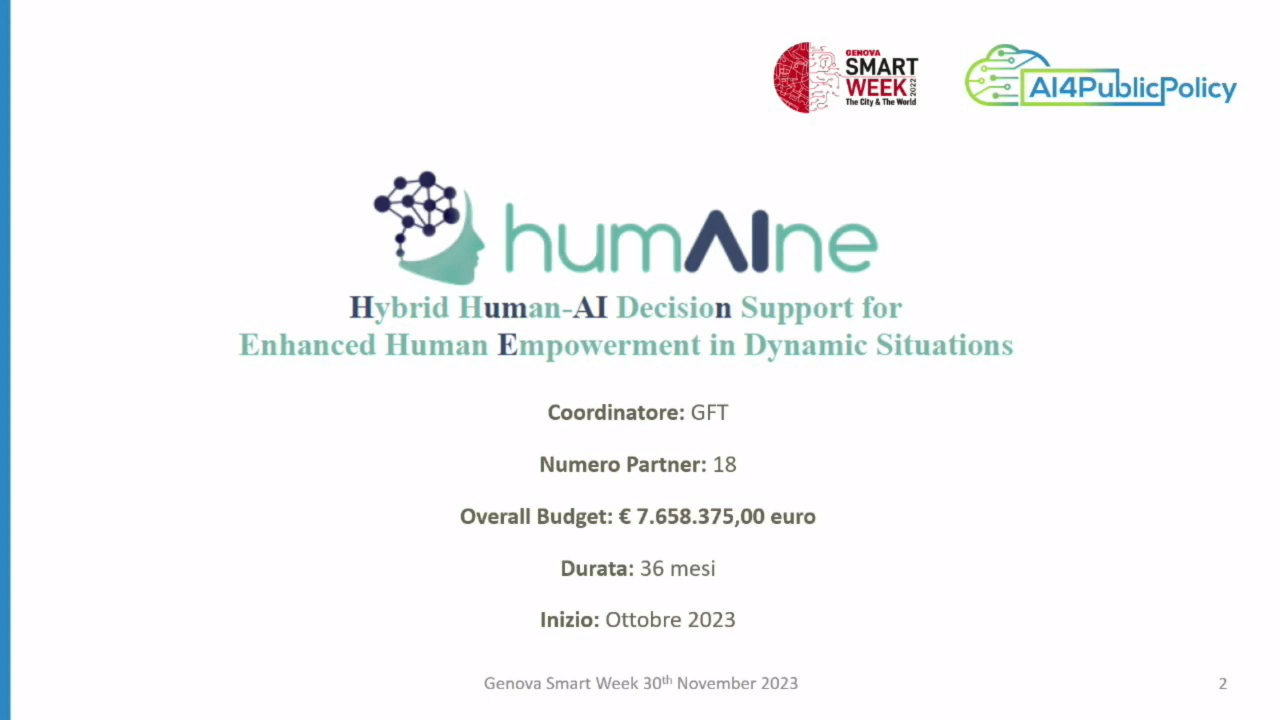 GENOVA
SMART
WEEK 2022
The City & The World
AI4PublicPolicy
humAIne
Hybrid Human-AI Decision Support for
Enhanced Human Empowerment in Dynamic Situations
Coordinatore: GFT
Numero Partner: 18
Overall Budget: € 7.658.375,00 euro
Durata: 36 mesi
Inizio: Ottobre 2023
Genova Smart Week 30th November 2023
2